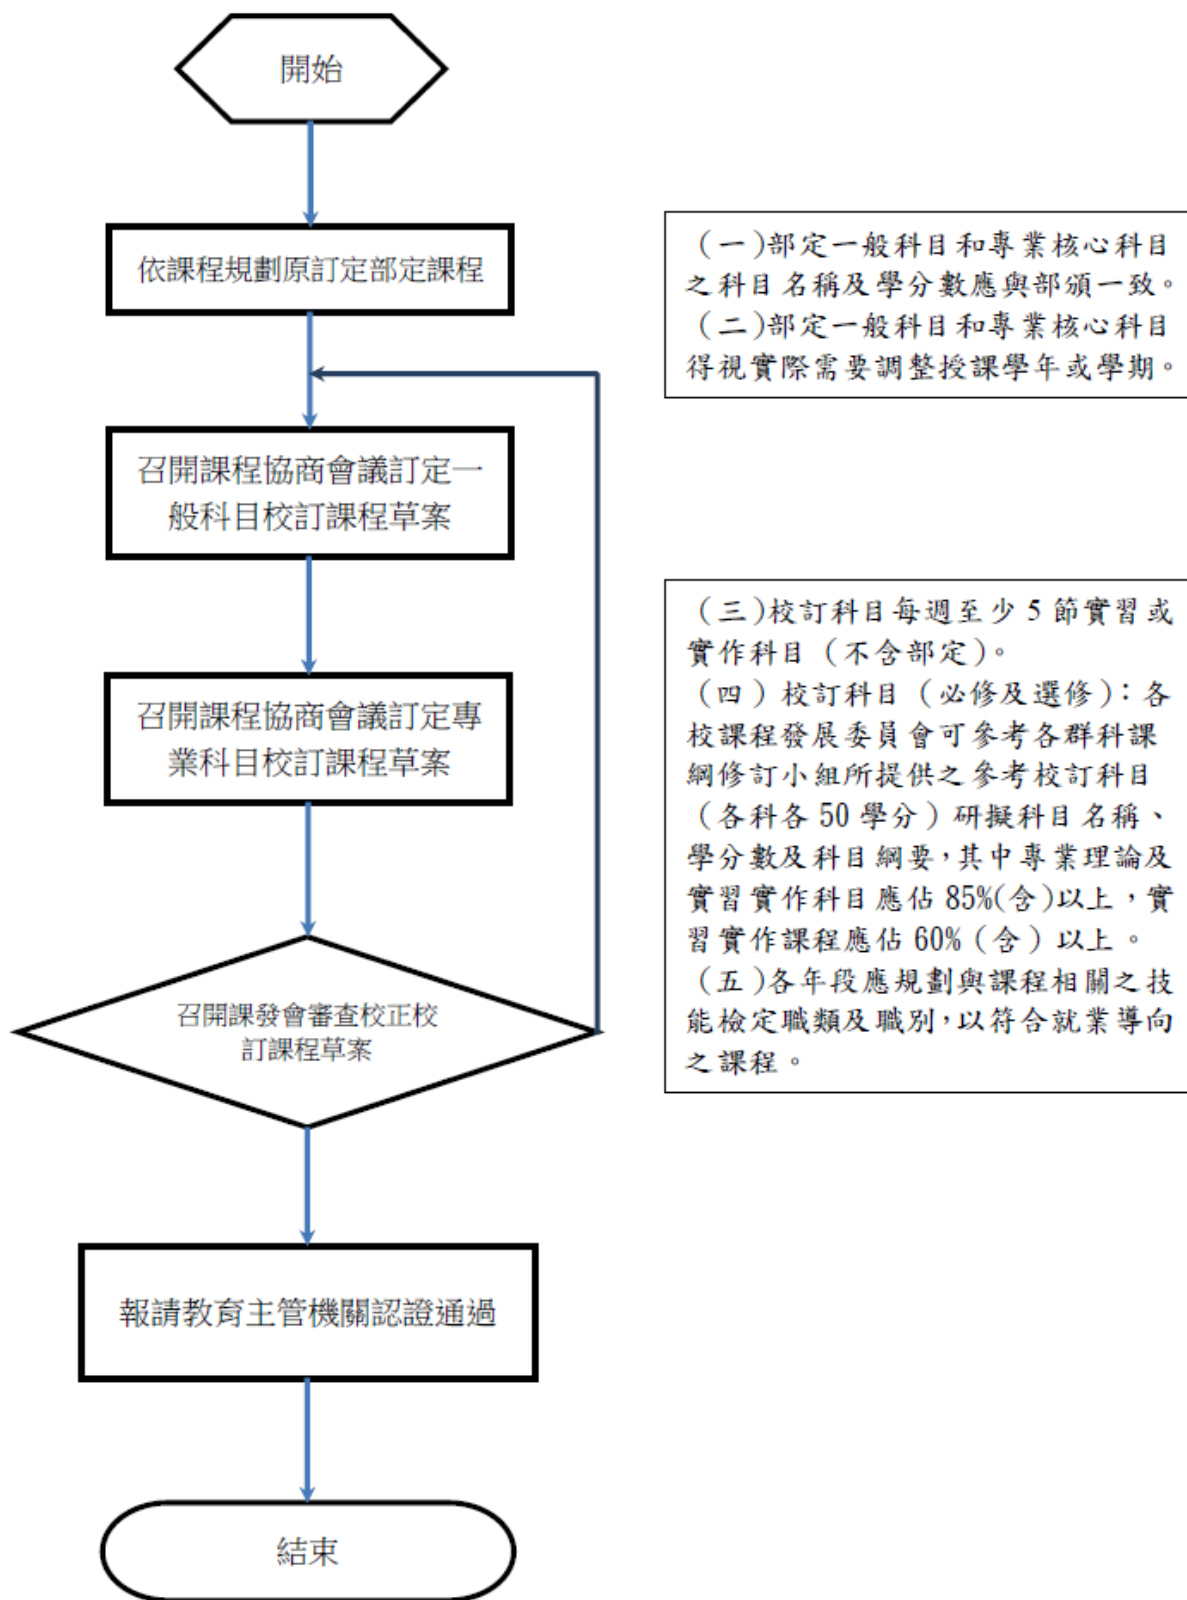 開始
依課程規劃原訂定部定課程
召開課程協商會議訂定一
般科目校訂課程草案
召開課程協商會議訂定專
業科目校訂課程草案
召開課發會審查校正校
訂課程草案
報請教育主管機關認證通過
結束
（一)部定一般科目和專業核心科目
之科目名稱及學分數應與部頒一致。
（二)部定一般科目和專業核心科目
得視實際需要調整授課學年或學期。
（三)校訂科目每週至少 5 節實習或
實作科目（不含部定）。
（四）校訂科目（必修及選修）：各
校課程發展委員會可參考各群科課
綱修訂小組所提供之參考校訂科目
（各科各 50 學分）研擬科目名稱、
學分數及科目綱要，其中專業理論及
實習實作科目應佔 85%(含)以上，實
習實作課程應佔 60%（含）以上。
（五)各年段應規劃與課程相關之技
能檢定職類及職別，以符合就業導向
之課程。